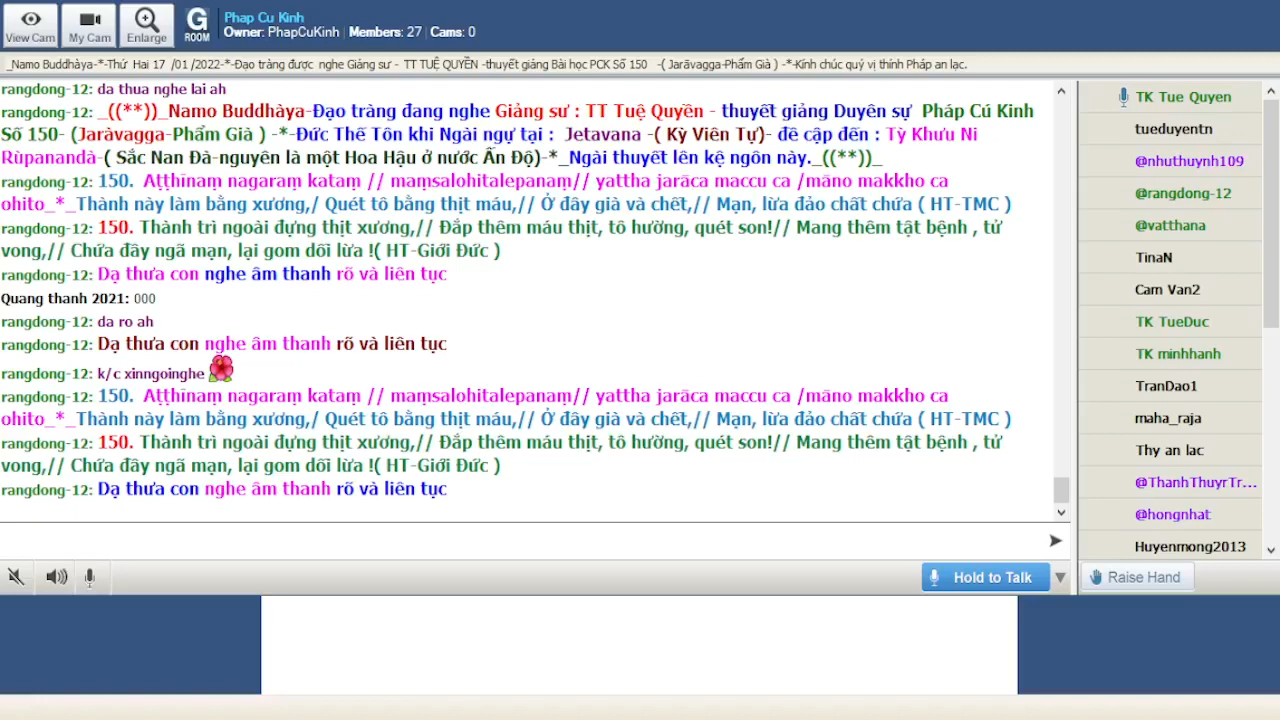 View Cam
My Cam
Enlarge
G
ROOM
Phap Cu Kinh
Owner: PhapCuKinh | Members: 27 | Cams: 0
_Namo Buddhàya-*-Thứ Hai 17 /01 /2022-*-Đạo tràng được nghe Giảng sư - TT TUỆ QUYỀN -thuyết giảng Bài học PCK Số 150 -( Jarāvagga-Phẩm Già ) -*-Kính chúc quý vị thính Pháp an lạc.
rangdong-12: da thua nghe lai ah
rangdong-12: _((**))_Namo Buddhàya-Đạo tràng đang nghe Giảng sư : TT Tuệ Quyền - thuyết giảng Duyên sự Pháp Cú Kinh
Số 150- (Jaràvagga-Phẩm Già ) -*-Đức Thế Tôn khi Ngài ngự tại : Jetavana -( Kỳ Viên Tự)- đề cập đến : Tỳ Khưu Ni
Rùpanandà-( Sắc Nan Đà-nguyên là một Hoa Hậu ở nước Ấn Độ)-*_Ngài thuyết lên kệ ngôn này._((**))_
rangdong-12: 150. Aṭṭhīnaṃ nagaraṃ kataṃ // maṃsalohitalepanaṃ// yattha jarāca maccu ca /māno makkho ca
ohito_*_Thành này làm bằng xương,/ Quét tô bằng thịt máu,// Ở đây già và chết,// Mạn, lừa đảo chất chứa ( HT-TMC )
rangdong-12: 150. Thành trì ngoài đựng thịt xương,// Đắp thêm máu thịt, tô hường, quét son!// Mang thêm tật bệnh , tử
vong,// Chứa đầy ngã mạn, lại gom dối lừa !( HT-Giới Đức )
rangdong-12: Dạ thưa con nghe âm thanh rõ và liên tục
Quang thanh 2021: 000
rangdong-12: da ro ah
rangdong-12: Dạ thưa con nghe âm thanh rõ và liên tục
rangdong-12: k/c xinngoinghe
rangdong-12: 150. Aṭṭhīnaṃ nagaraṃ kataṃ // maṃsalohitalepanaṃ// yattha jarāca maccu ca /māno makkho ca
ohito_*_Thành này làm bằng xương,/ Quét tô bằng thịt máu,// Ở đây già và chết,// Mạn, lừa đảo chất chứa ( HT-TMC )
rangdong-12: 150. Thành trì ngoài đựng thịt xương,// Đắp thêm máu thịt, tô hường, quét son!// Mang thêm tật bệnh , tử
vong,// Chứa đầy ngã mạn, lại gom dối lừa !( HT-Giới Đức )
rangdong-12: Dạ thưa con nghe âm thanh rõ và liên tục
Hold to Talk
TK Tue Quyen
tueduyentn
@nhuthuynh109
@rangdong-12
@vatthana
TinaN
Cam Van2
TK TueDuc
TK minhhanh
TranDao1
maha_raja
Thy an lac
@ThanhThuyrTr...
@hongnhat
Huyenmong2013
Raise Hand